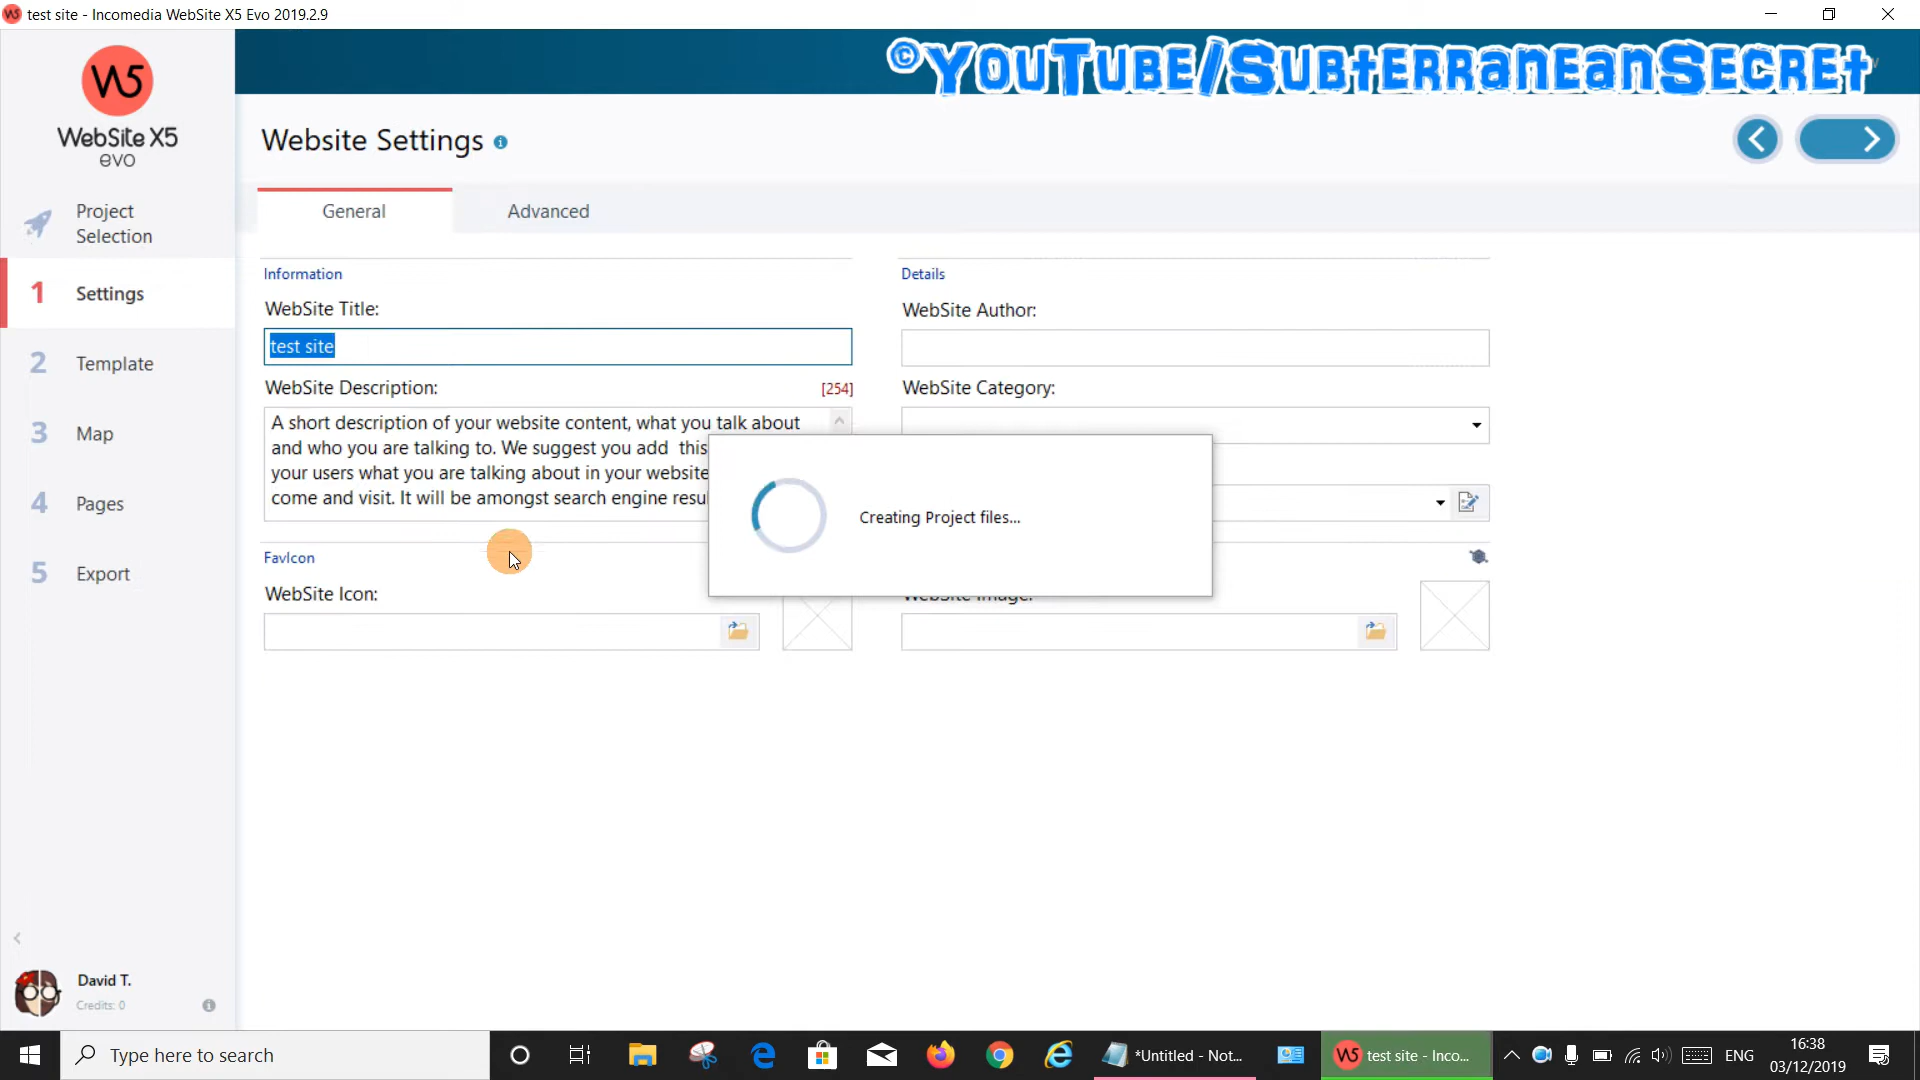 test site - Incomedia WebSite X5 Evo 2019.2.9
©YouTube/SubterraneanSecret
WebSite X5
evo
Project
Selection
1 Settings
2 Template
3 Map
4 Pages
5 Export
David T.
Credits: 0
Website Settings
General
Advanced
Information
WebSite Title:
test site
WebSite Description:
[254]
A short description of your website content, what you talk about
and who you are talking to. We suggest you add this
your users what you are talking about in your website
come and visit. It will be amongst search engine resu
FavIcon
WebSite Icon:
Details
WebSite Author:
WebSite Category:
WebSite Image:
Creating Project files...
Type here to search
*Untitled - Not...
test site - Inco...
ENG
16:38
03/12/2019